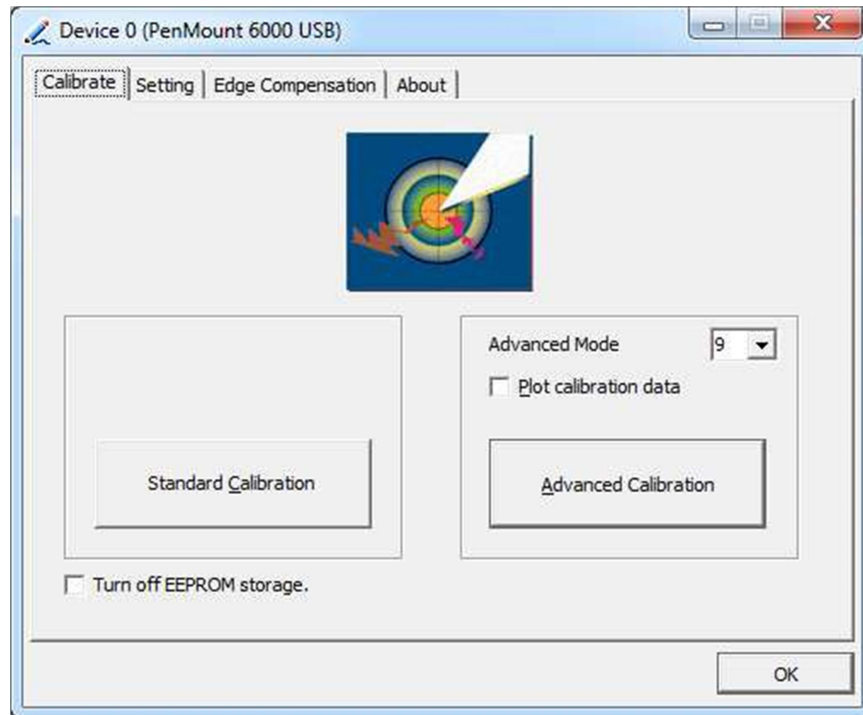 Device 0 (PenMount 6000 USB)
Calibrate Setting Edge Compensation About
Advanced Mode 9
Plot calibration data
Standard Calibration
Advanced Calibration
Turn off EEPROM storage.
OK